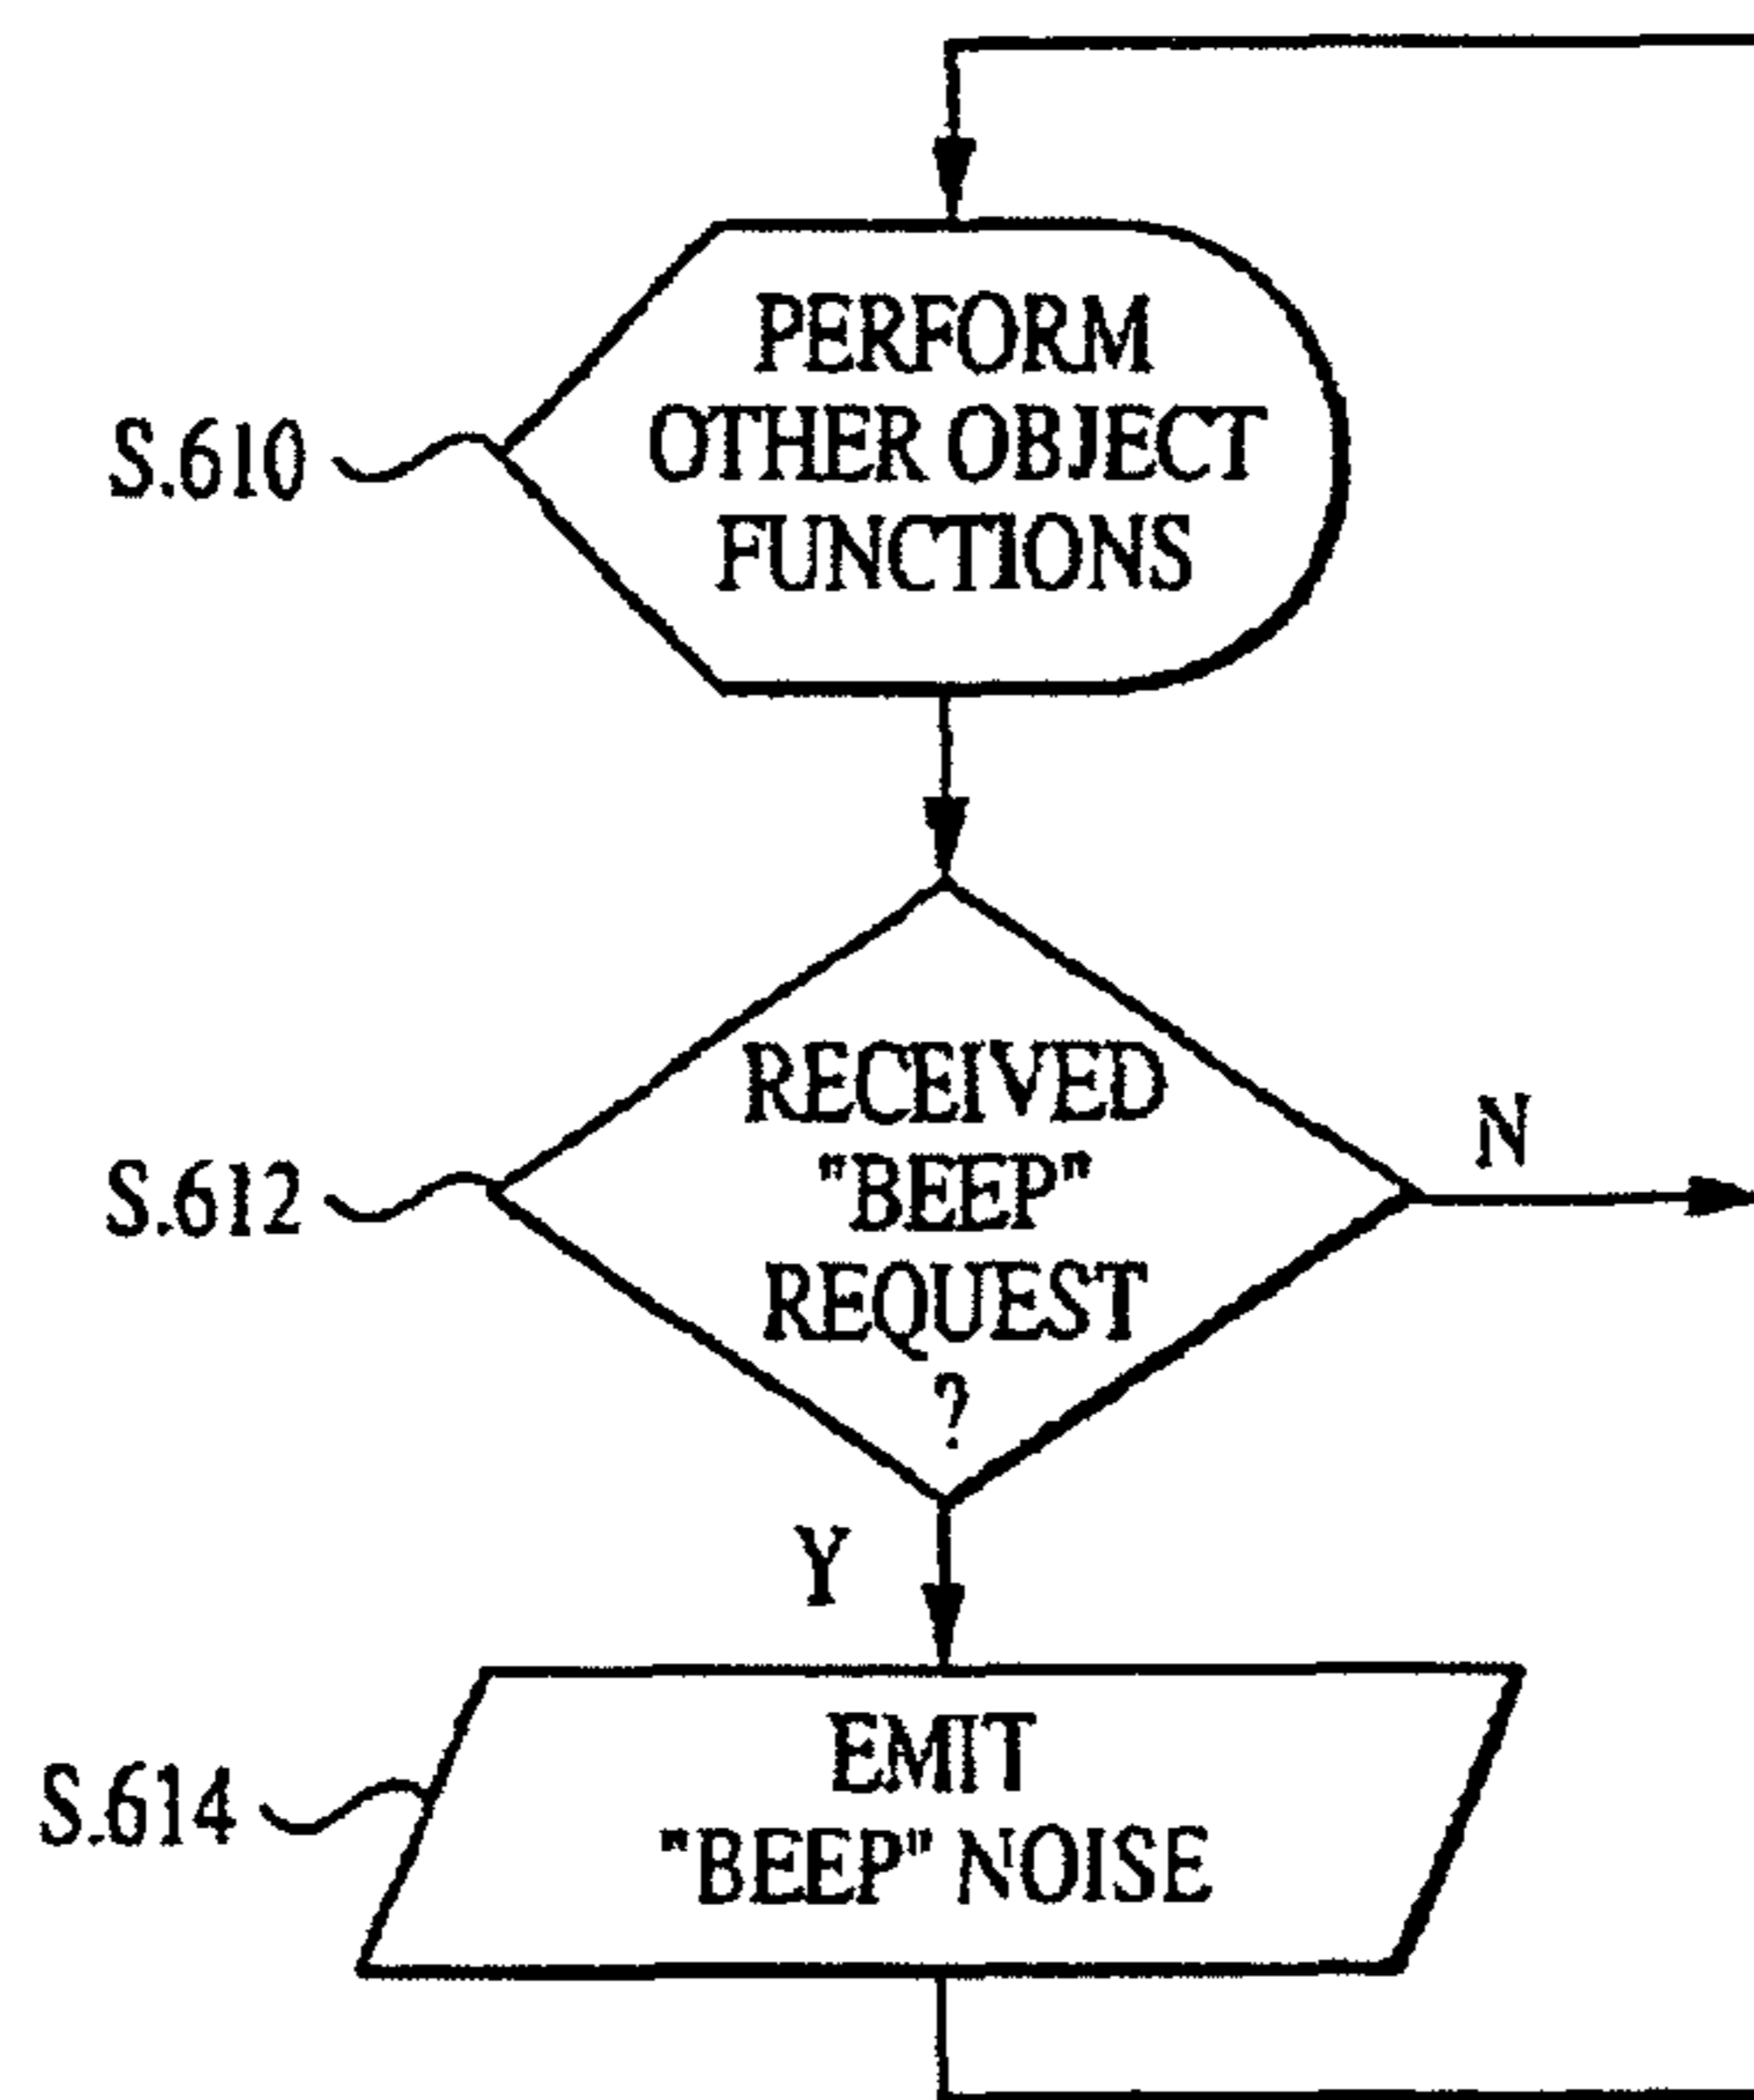 PERFORM
OTHER OBJECT
FUNCTIONS
S.610
RECEIVED
"BEEP"
REQUEST
?
S.612
N
Y
EMIT
"BEEP" NOISE
S.614